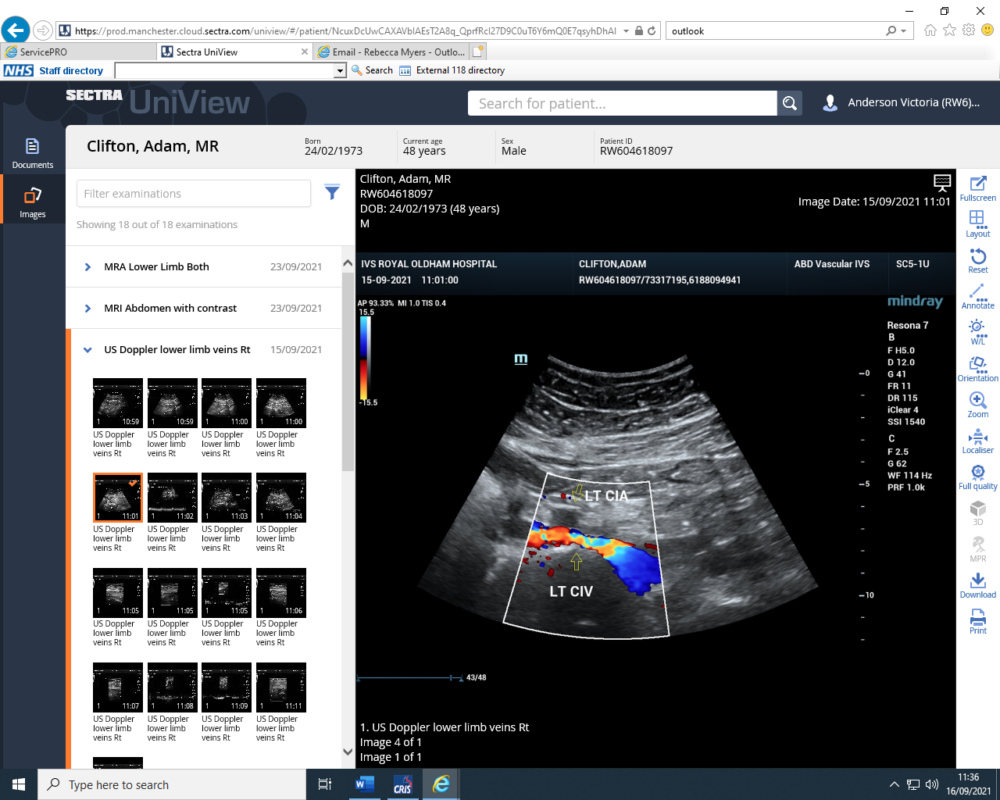 https://prod.manchester.cloud.sectra.com/uniview/#/patient/NcuxDcUwCAXAVblAEsT2A8q_QprfRcI27D9C0uT6Y6mQ0E7qsyhDhAl
outlook
ServicePRO
Sectra UniView
Email - Rebecca Myers - Outlo...
NHS Staff directory
Search
External 118 directory
SECTRA UniView
Search for patient...
Anderson Victoria (RW6)...
Documents
Images
Clifton, Adam, MR
Born
24/02/1973
Current age
48 years
Sex
Male
Patient ID
RW604618097
Filter examinations
Showing 18 out of 18 examinations
MRA Lower Limb Both 23/09/2021
MRI Abdomen with contrast 23/09/2021
US Doppler lower limb veins Rt 15/09/2021
1 10:59 1 10:59 1 11:00 1 11:00
US Doppler US Doppler US Doppler US Doppler
lower limb lower limb lower limb lower limb
veins Rt veins Rt veins Rt veins Rt
1 11:01 1 11:02 1 11:03 1 11:04
US Doppler US Doppler US Doppler US Doppler
lower limb lower limb lower limb lower limb
veins Rt veins Rt veins Rt veins Rt
1 11:05 1 11:05 1 11:05 1 11:06
US Doppler US Doppler US Doppler US Doppler
lower limb lower limb lower limb lower limb
veins Rt veins Rt veins Rt veins Rt
1 11:07 1 11:08 1 11:09 1 11:11
US Doppler US Doppler US Doppler US Doppler
lower limb lower limb lower limb lower limb
veins Rt veins Rt veins Rt veins Rt
Clifton, Adam, MR
RW604618097
DOB: 24/02/1973 (48 years)
M
Image Date: 15/09/2021 11:01
IVS ROYAL OLDHAM HOSPITAL
15-09-2021 11:01:00
CLIFTON,ADAM
RW604618097/73317195,6188094941
ABD Vascular IVS
SC5-1U
AP 93.33% MI 1.0 TIS 0.4
15.5
-15.5
m
mindray
Resona 7
B
F H5.0
D 12.0
G 41
FR 11
DR 115
iClear 4
SSI 1540
C
F 2.5
G 62
WF 114 Hz
PRF 1.0k
0
5
10
LT CIA
LT CIV
43/48
1. US Doppler lower limb veins Rt
Image 4 of 1
Image 1 of 1
Fullscreen
Layout
Reset
Annotate
W/L
Orientation
Zoom
Localiser
Full quality
3D
MPR
Download
Print
Type here to search
CRIS
11:36
16/09/2021